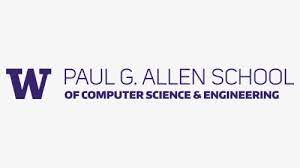 W PAUL G. ALLEN SCHOOL
OF COMPUTER SCIENCE & ENGINEERING